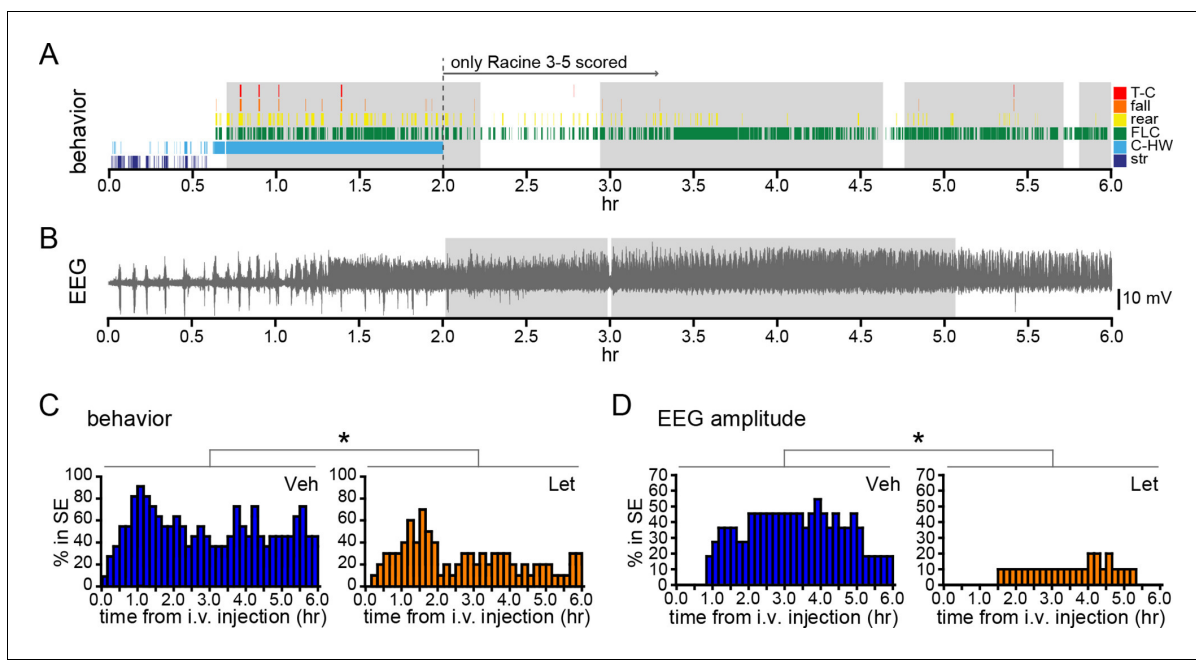 A
only Racine 3-5 scored
behavior
T-C
fall
rear
FLC
C-HW
str
0.0 0.5 1.0 1.5 2.0 2.5 3.0 3.5 4.0 4.5 5.0 5.5 6.0
hr
B
EEG
10 mV
0.0 0.5 1.0 1.5 2.0 2.5 3.0 3.5 4.0 4.5 5.0 5.5 6.0
hr
C
behavior
*
% in SE
100
80
60
40
20
0
Veh
0.0 1.0 2.0 3.0 4.0 5.0 6.0
time from i.v. injection (hr)
100
80
60
40
20
0
Let
0.0 1.0 2.0 3.0 4.0 5.0 6.0
time from i.v. injection (hr)
D
EEG amplitude
*
% in SE
70
60
50
40
30
20
10
0
Veh
0.0 1.0 2.0 3.0 4.0 5.0 6.0
time from i.v. injection (hr)
70
60
50
40
30
20
10
0
Let
0.0 1.0 2.0 3.0 4.0 5.0 6.0
time from i.v. injection (hr)